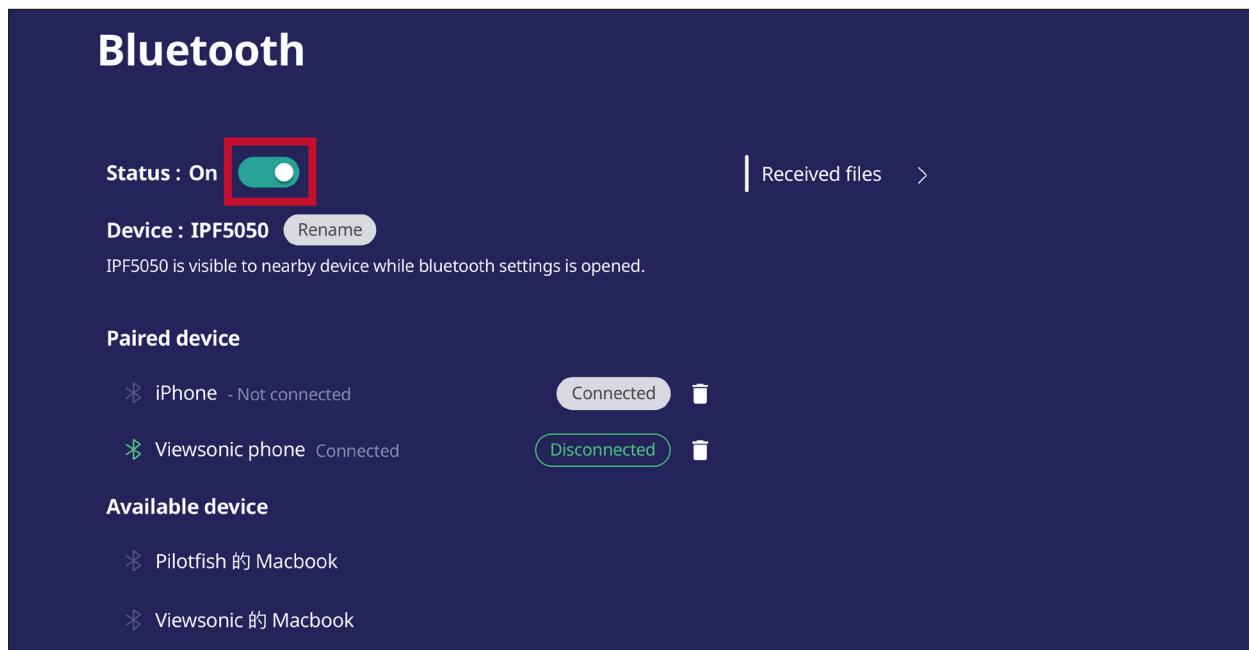 Bluetooth
Status : On
Received files
Device : IPF5050 Rename
IPF5050 is visible to nearby device while bluetooth settings is opened.
Paired device
iPhone - Not connected Connected
Viewsonic phone Connected Disconnected
Available device
Pilotfish 的 Macbook
Viewsonic 的 Macbook